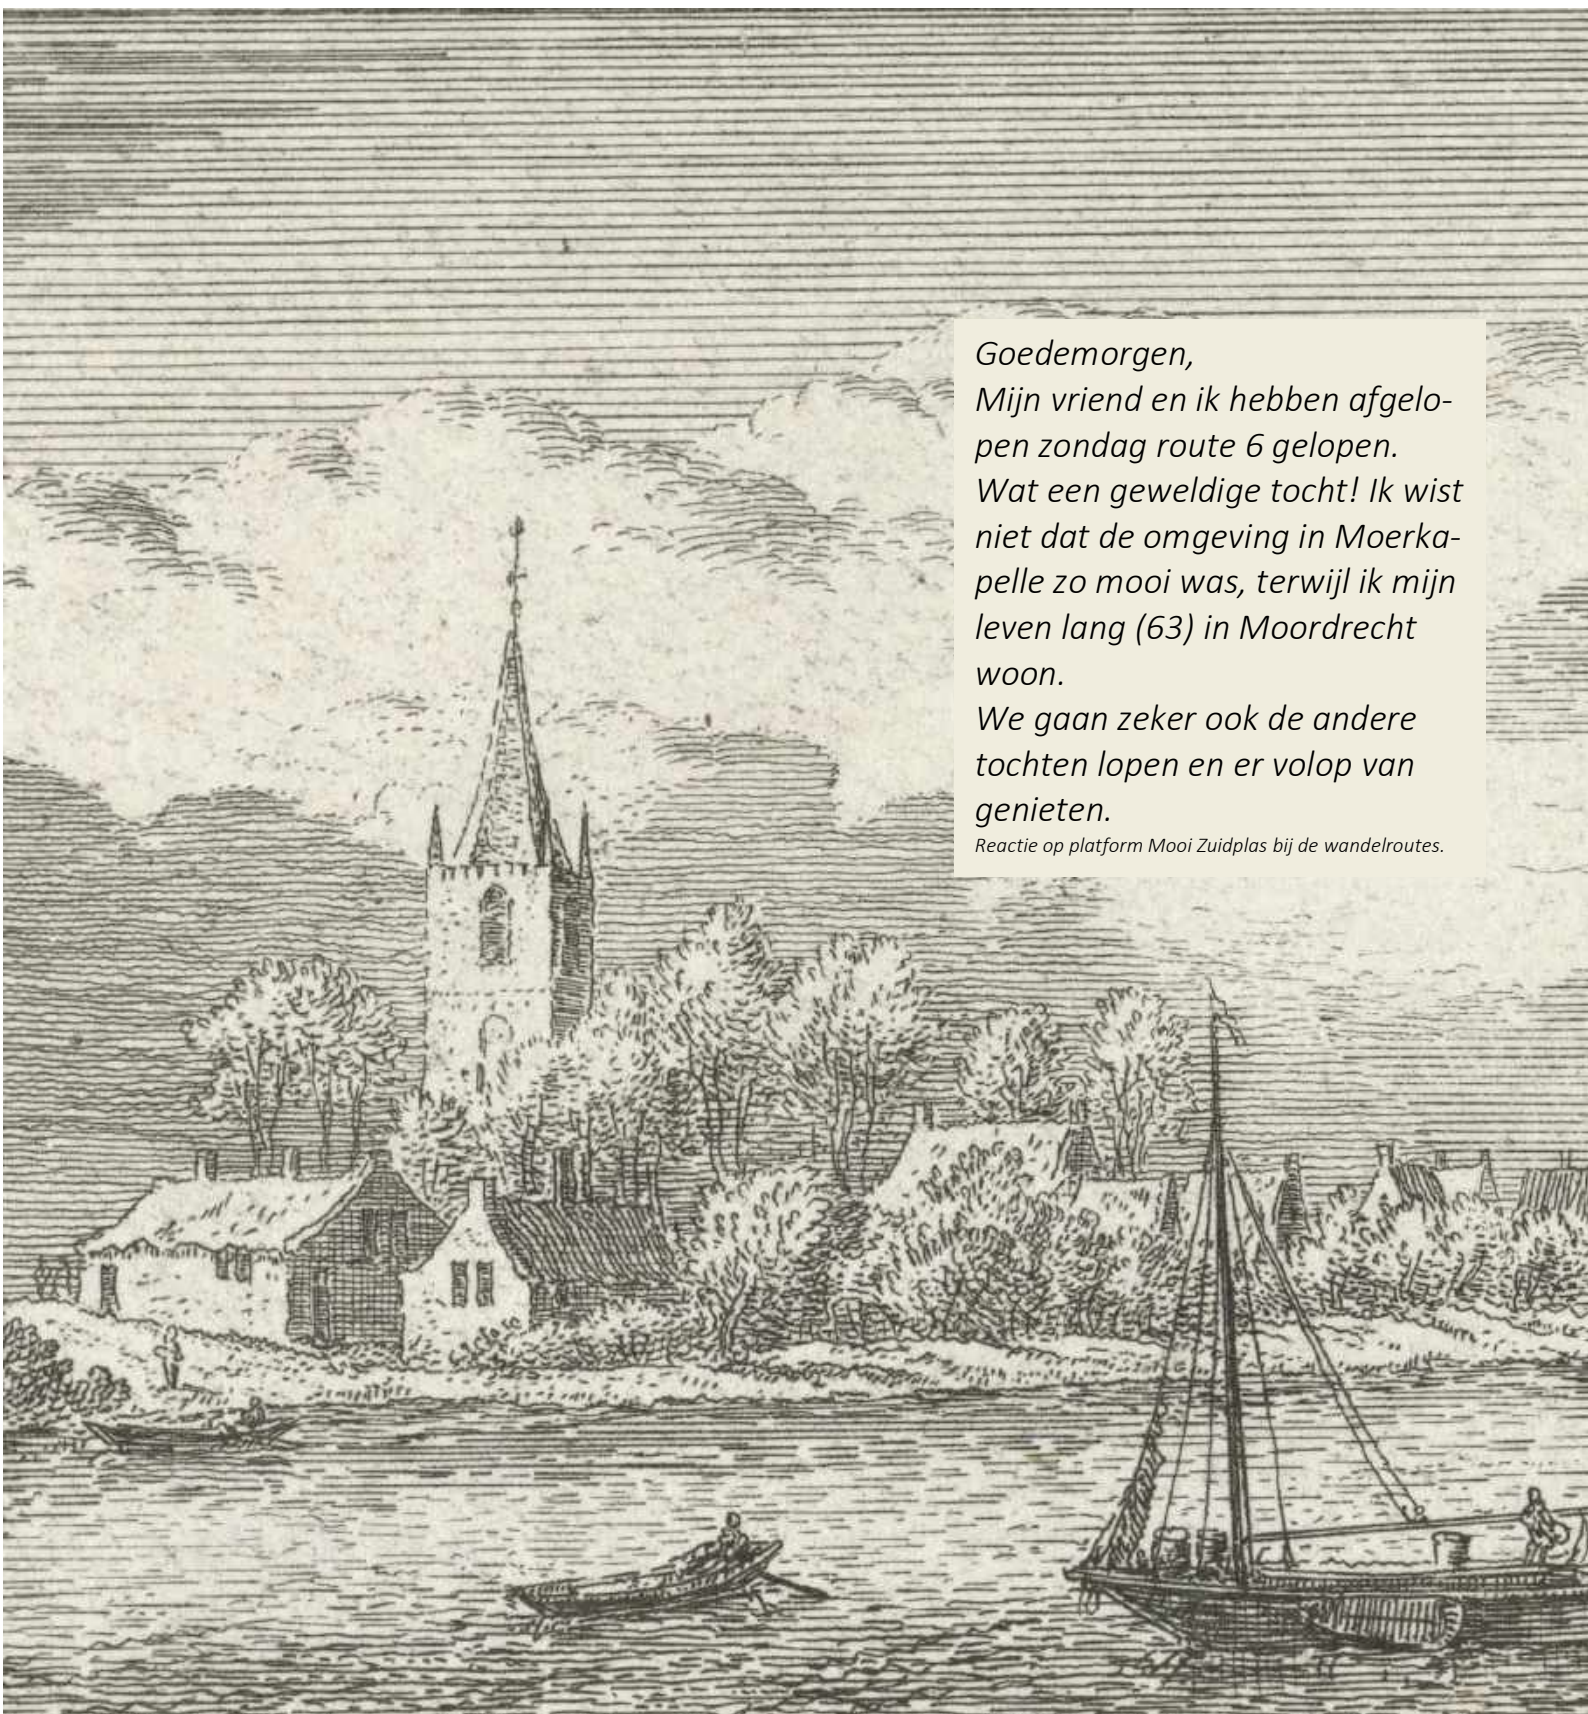 Goedemorgen,
Mijn vriend en ik hebben afgelo-
pen zondag route 6 gelopen.
Wat een geweldige tocht! Ik wist
niet dat de omgeving in Moerka-
pelle zo mooi was, terwijl ik mijn
leven lang (63) in Moordrecht
woon.
We gaan zeker ook de andere
tochten lopen en er volop van
genieten.
Reactie op platform Mooi Zuidplas bij de wandelroutes.